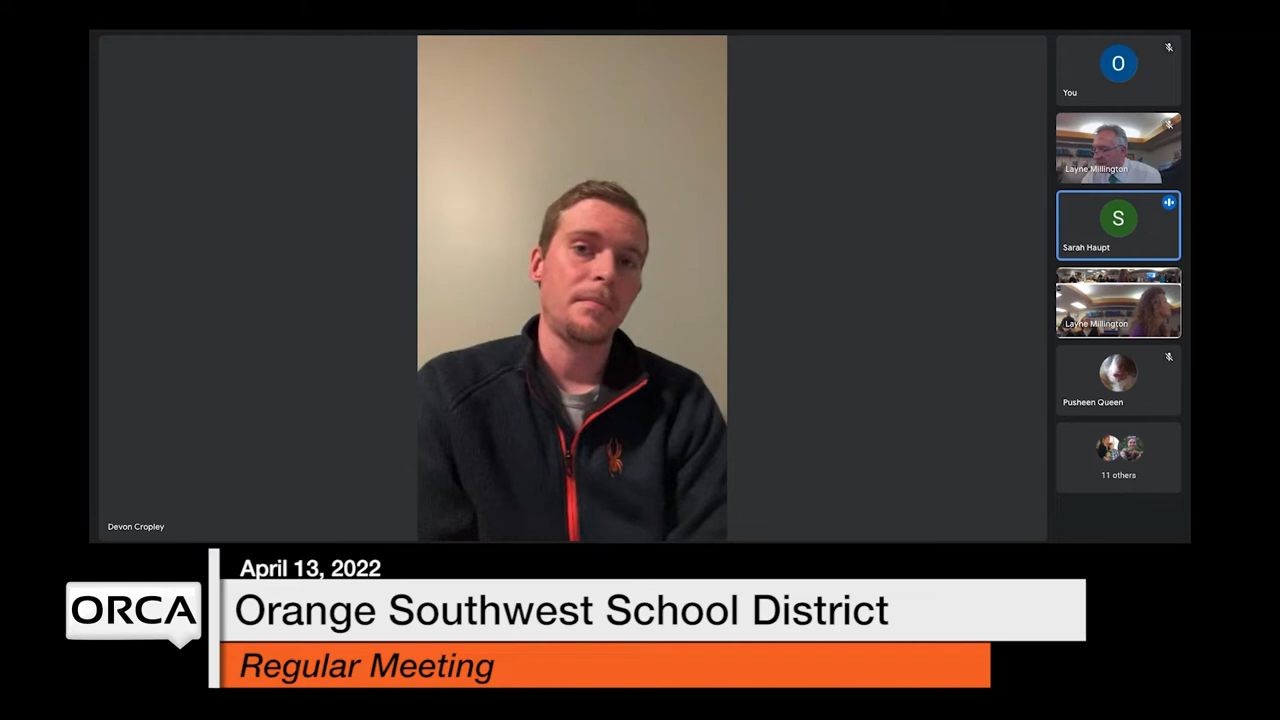 O
You
Layne Millington
S
Sarah Haupt
Layne Millington
Pusheen Queen
11 others
Devon Cropley
April 13, 2022
ORCA
Orange Southwest School District
Regular Meeting